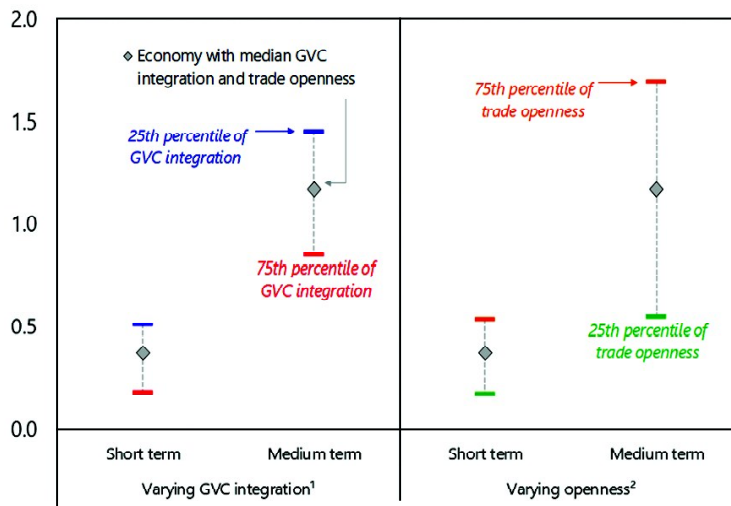 2.0
1.5
1.0
0.5
0.0
Economy with median GVC
integration and trade openness
25th percentile of
GVC integration
75th percentile of
GVC integration
75th percentile of
trade openness
25th percentile of
trade openness
Short term
Medium term
Short term
Medium term
Varying GVC integration¹
Varying openness²